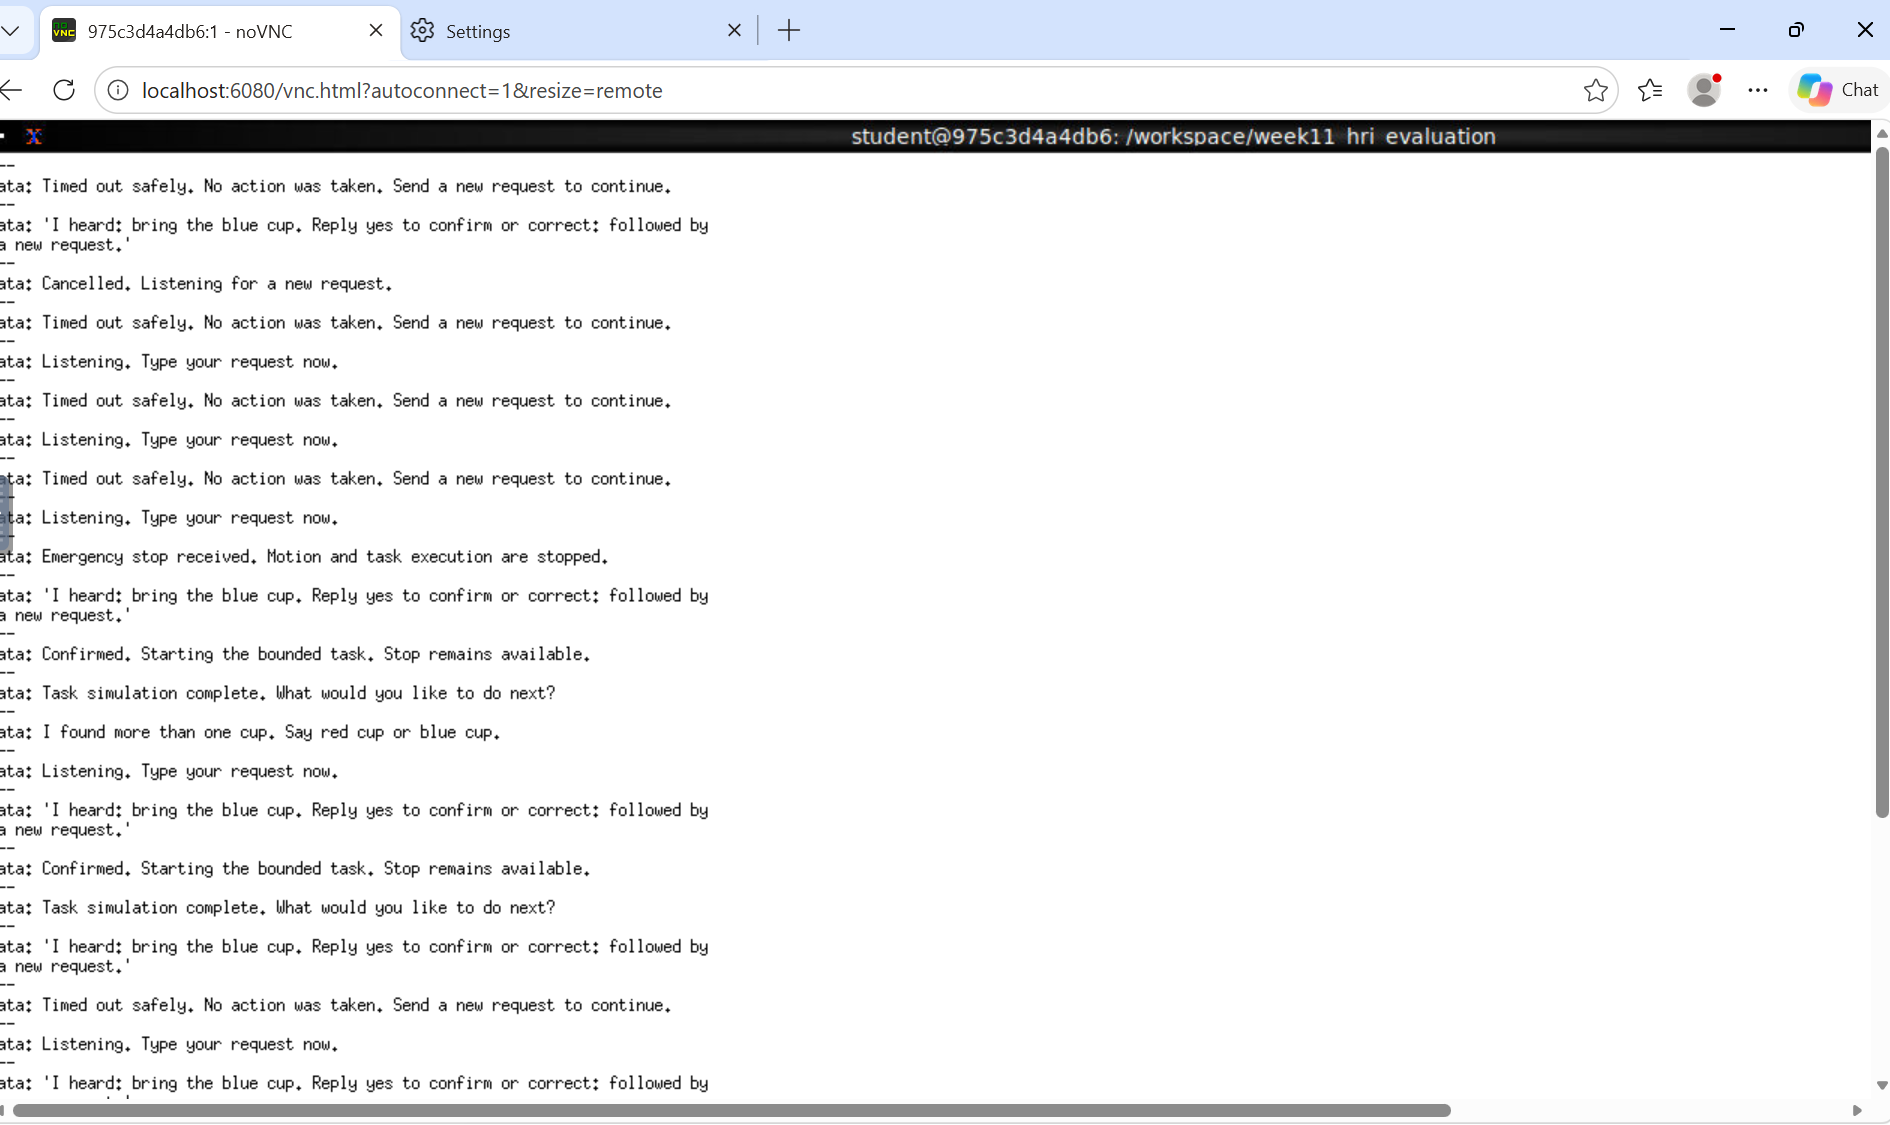 975c3d4a4db6:1 - noVNC
Settings
localhost:6080/vnc.html?autoconnect=1&resize=remote
Chat
student@975c3d4a4db6: /workspace/week11_hri_evaluation
--
ata: Timed out safely. No action was taken. Send a new request to continue.
--
ata: 'I heard: bring the blue cup. Reply yes to confirm or correct: followed by
a new request.'
--
ata: Cancelled. Listening for a new request.
--
ata: Timed out safely. No action was taken. Send a new request to continue.
--
ata: Listening. Type your request now.
--
ata: Timed out safely. No action was taken. Send a new request to continue.
--
ata: Listening. Type your request now.
--
ata: Timed out safely. No action was taken. Send a new request to continue.
--
ata: Listening. Type your request now.
--
ata: Emergency stop received. Motion and task execution are stopped.
--
ata: 'I heard: bring the blue cup. Reply yes to confirm or correct: followed by
a new request.'
--
ata: Confirmed. Starting the bounded task. Stop remains available.
--
ata: Task simulation complete. What would you like to do next?
--
ata: I found more than one cup. Say red cup or blue cup.
--
ata: Listening. Type your request now.
--
ata: 'I heard: bring the blue cup. Reply yes to confirm or correct: followed by
a new request.'
--
ata: Confirmed. Starting the bounded task. Stop remains available.
--
ata: Task simulation complete. What would you like to do next?
--
ata: 'I heard: bring the blue cup. Reply yes to confirm or correct: followed by
a new request.'
--
ata: Timed out safely. No action was taken. Send a new request to continue.
--
ata: Listening. Type your request now.
--
ata: 'I heard: bring the blue cup. Reply yes to confirm or correct: followed by